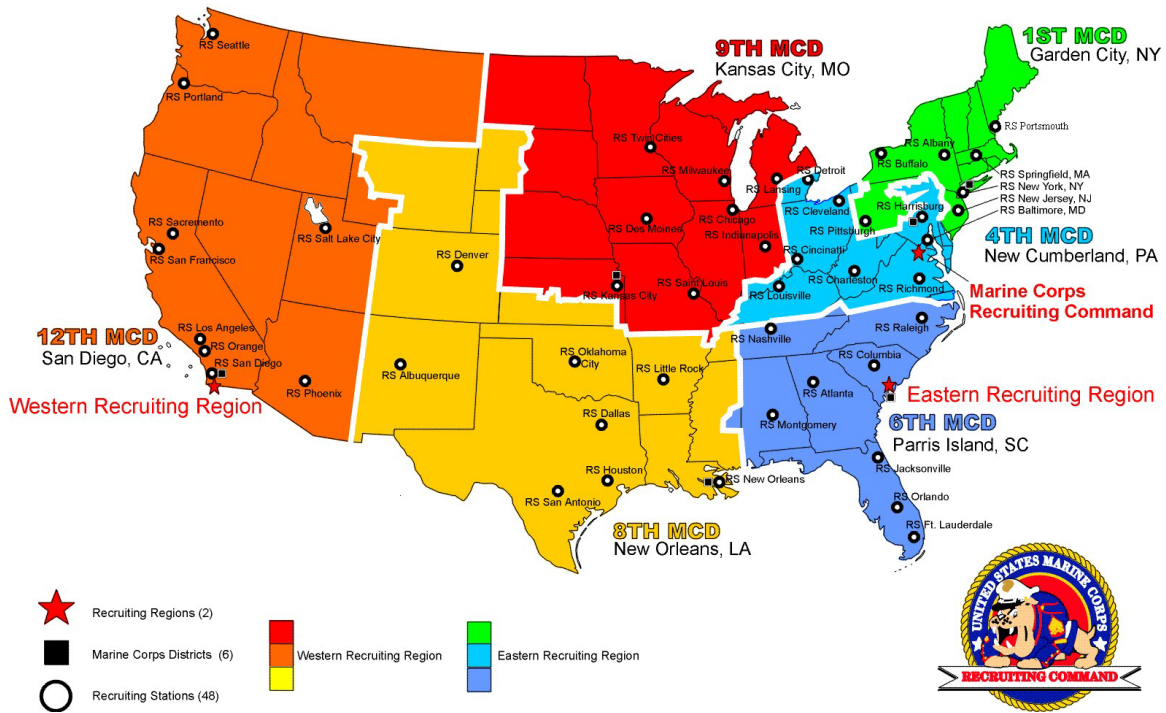 9TH MCD
Kansas City, MO
1ST MCD
Garden City, NY
RS Seattle
RS Portland
RS Twin Cities
RS Milwaukee
RS Lansing
RS Detroit
RS Portsmouth
RS Albany
RS Buffalo
RS Springfield, MA
RS New York, NY
RS New Jersey, NJ
RS Baltimore, MD
RS Sacremento
RS San Francisco
RS Salt Lake City
RS Denver
RS Des Moines
RS Chicago
RS Indianapolis
RS Cleveland
RS Pittsburgh
RS Harrisburg
RS Cincinatti
4TH MCD
New Cumberland, PA
RS Kansas City
RS Saint Louis
RS Louisville
RS Charleston
RS Richmond
Marine Corps
Recruiting Command
12TH MCD
San Diego, CA
RS Los Angeles
RS Orange
RS San Diego
RS Phoenix
Western Recruiting Region
RS Albuquerque
RS Oklahoma
City
RS Little Rock
RS Nashville
RS Raleigh
RS Columbia
RS Atlanta
Eastern Recruiting Region
RS Dallas
RS Montgomery
6TH MCD
Parris Island, SC
RS Houston
RS San Antonio
RS New Orleans
RS Jacksonville
RS Orlando
RS Ft. Lauderdale
8TH MCD
New Orleans, LA
Recruiting Regions (2)
Marine Corps Districts (6)
Recruiting Stations (48)
Western Recruiting Region
Eastern Recruiting Region
UNITED STATES MARINE CORPS
RECRUITING COMMAND